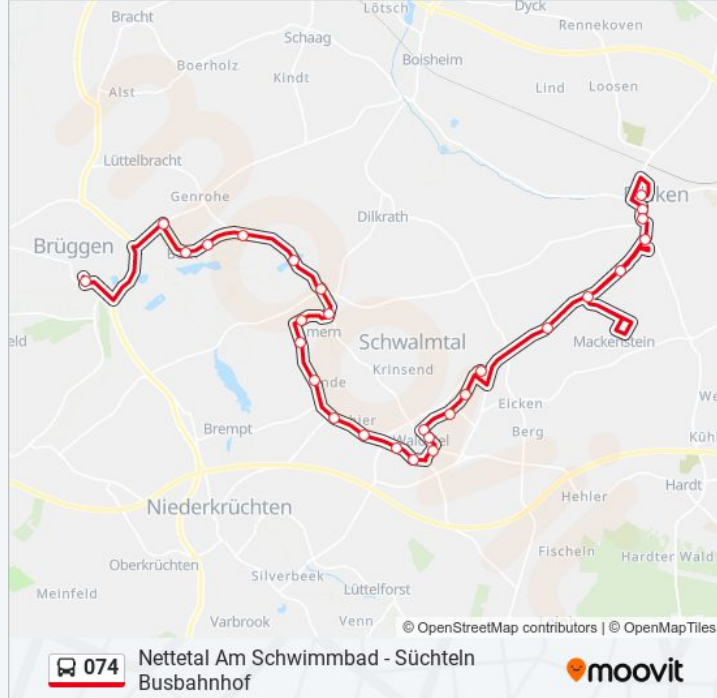 Bracht
Lötsch
Dyck
Rennekoven
Schaag
Boisheim
Boerholz
Kindt
Alst
Lind
Loosen
Lüttelbracht
Genrohe
Dilkrath
Brüggen
Schwalmtal
Mackenstein
Krinsend
Eicken
Brempt
Berg
Niederkrüchten
Hehler
Hardt
Fischeln
Hardter Wald
Oberkrüchten
Silverbeek
Lüttelforst
Meinfeld
Varbrook
Venn
© OpenStreetMap contributors | © OpenMapTiles
074
Nettetal Am Schwimmbad - Süchteln
Busbahnhof
moovit